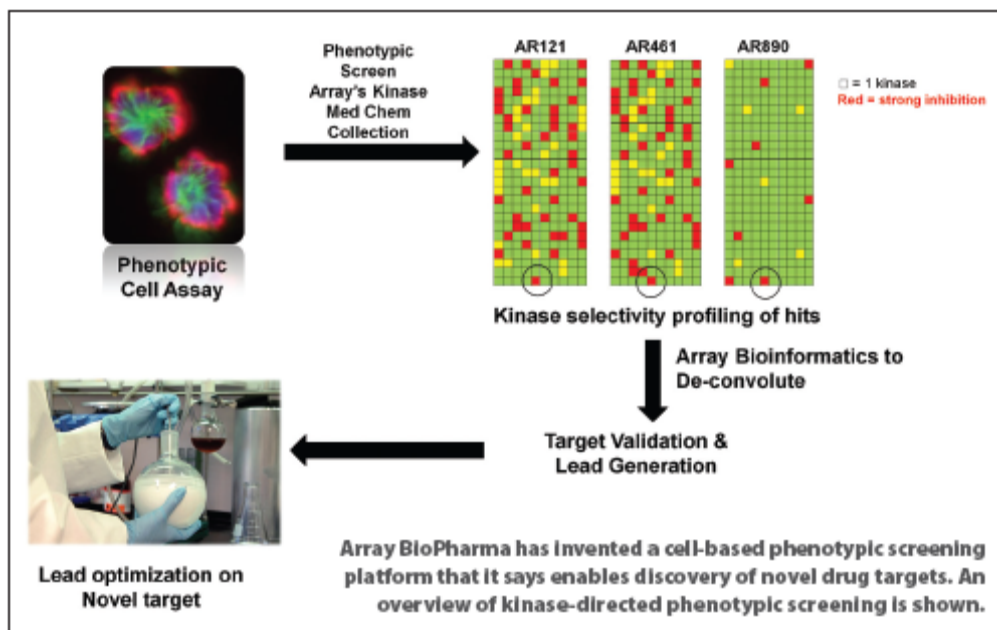 Phenotypic
Screen
Array's Kinase
Med Chem
Collection
AR121
AR461
AR890
□ = 1 kinase
Red = strong inhibition
Phenotypic
Cell Assay
Kinase selectivity profiling of hits
Array Bioinformatics to
De-convolute
Target Validation &
Lead Generation
Lead optimization on
Novel target
Array BioPharma has invented a cell-based phenotypic screening
platform that it says enables discovery of novel drug targets. An
overview of kinase-directed phenotypic screening is shown.